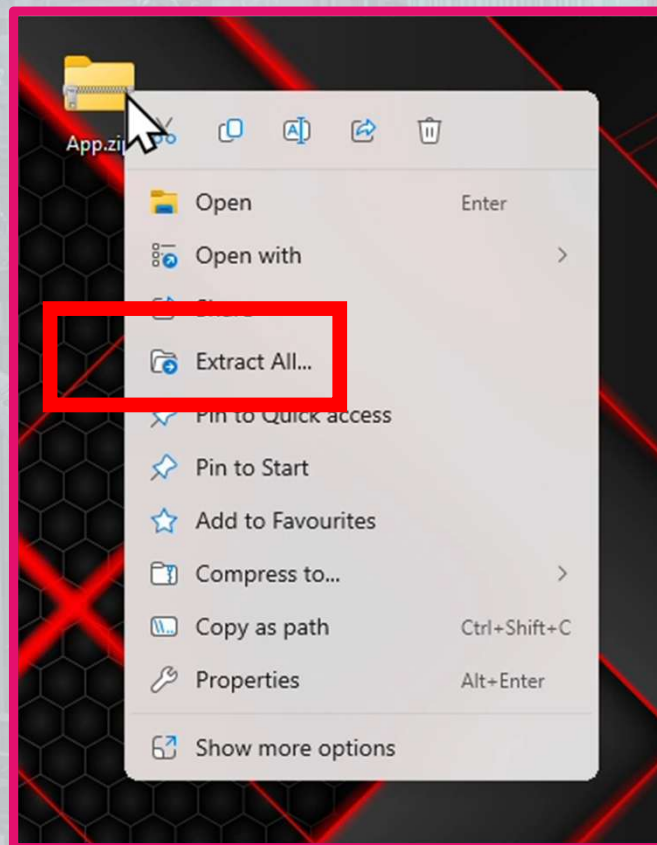 App.zip
Open Enter
Open with
Share
Extract All...
Pin to Quick access
Pin to Start
Add to Favourites
Compress to...
Copy as path Ctrl+Shift+C
Properties Alt+Enter
Show more options